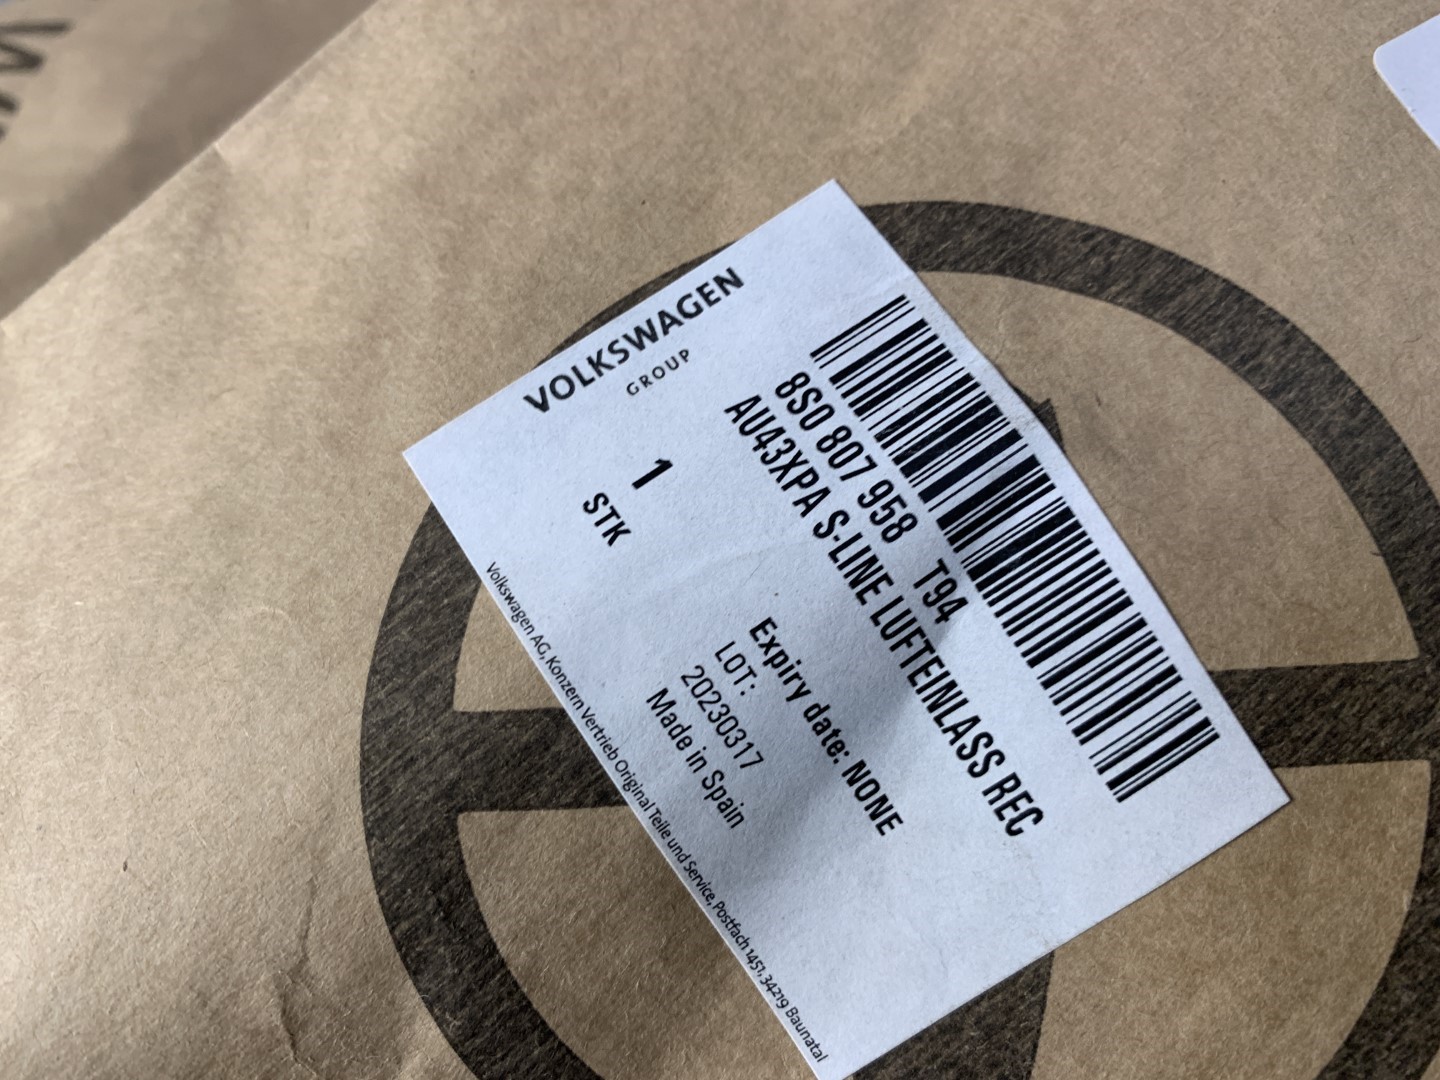 VOLKSWAGEN
GROUP
8S0 807 958 T94
AU43XPA S-LINE LUFTEINLASS REC
1
STK
Expiry date: NONE
LOT:
20230317
Made in Spain
Volkswagen AG, Konzern Vertrieb Original Teile und Service, Postfach 1451, 34219 Baunatal